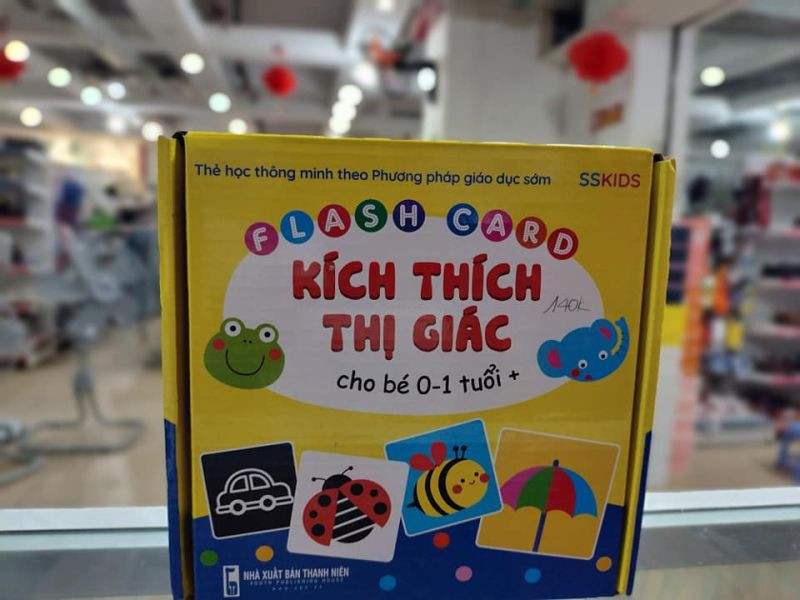 Thẻ học thông minh theo Phương pháp giáo dục sớm
SSKIDS
FLASH CARD
KÍCH THÍCH
140k
THỊ GIÁC
cho bé 0-1 tuổi +
NHÀ XUẤT BẢN THANH NIÊN
YOUTH PUBLISHING HOUSE